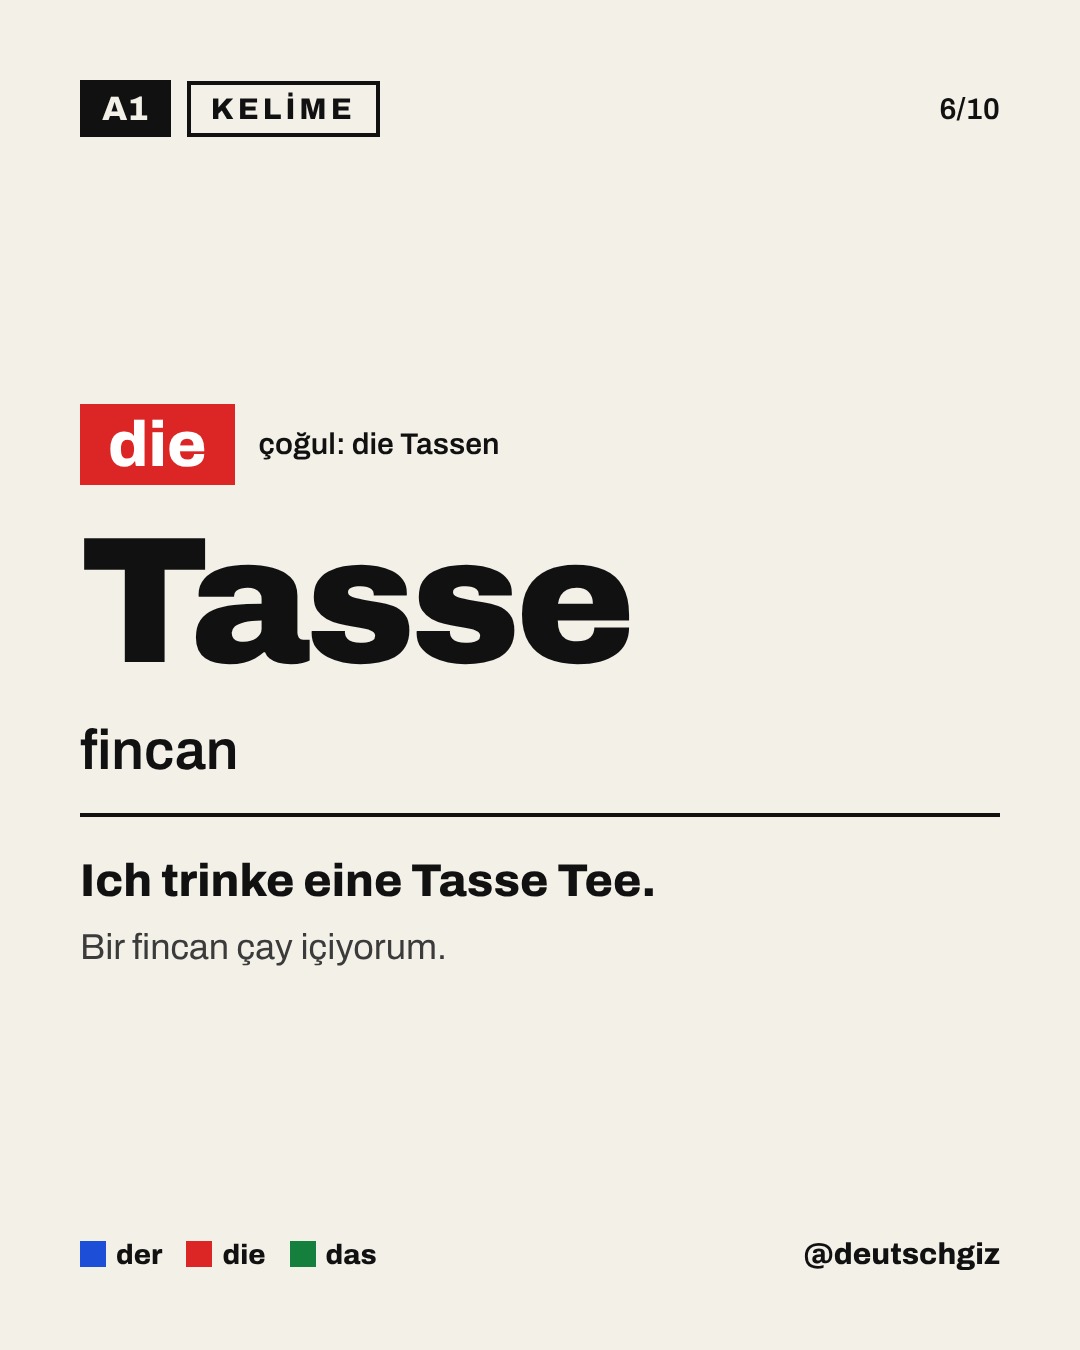 A1 KELİME 6/10
die çoğul: die Tassen
Tasse
fincan
Ich trinke eine Tasse Tee.
Bir fincan çay içiyorum.
der die das @deutschgiz